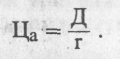 Ца = Д/г .